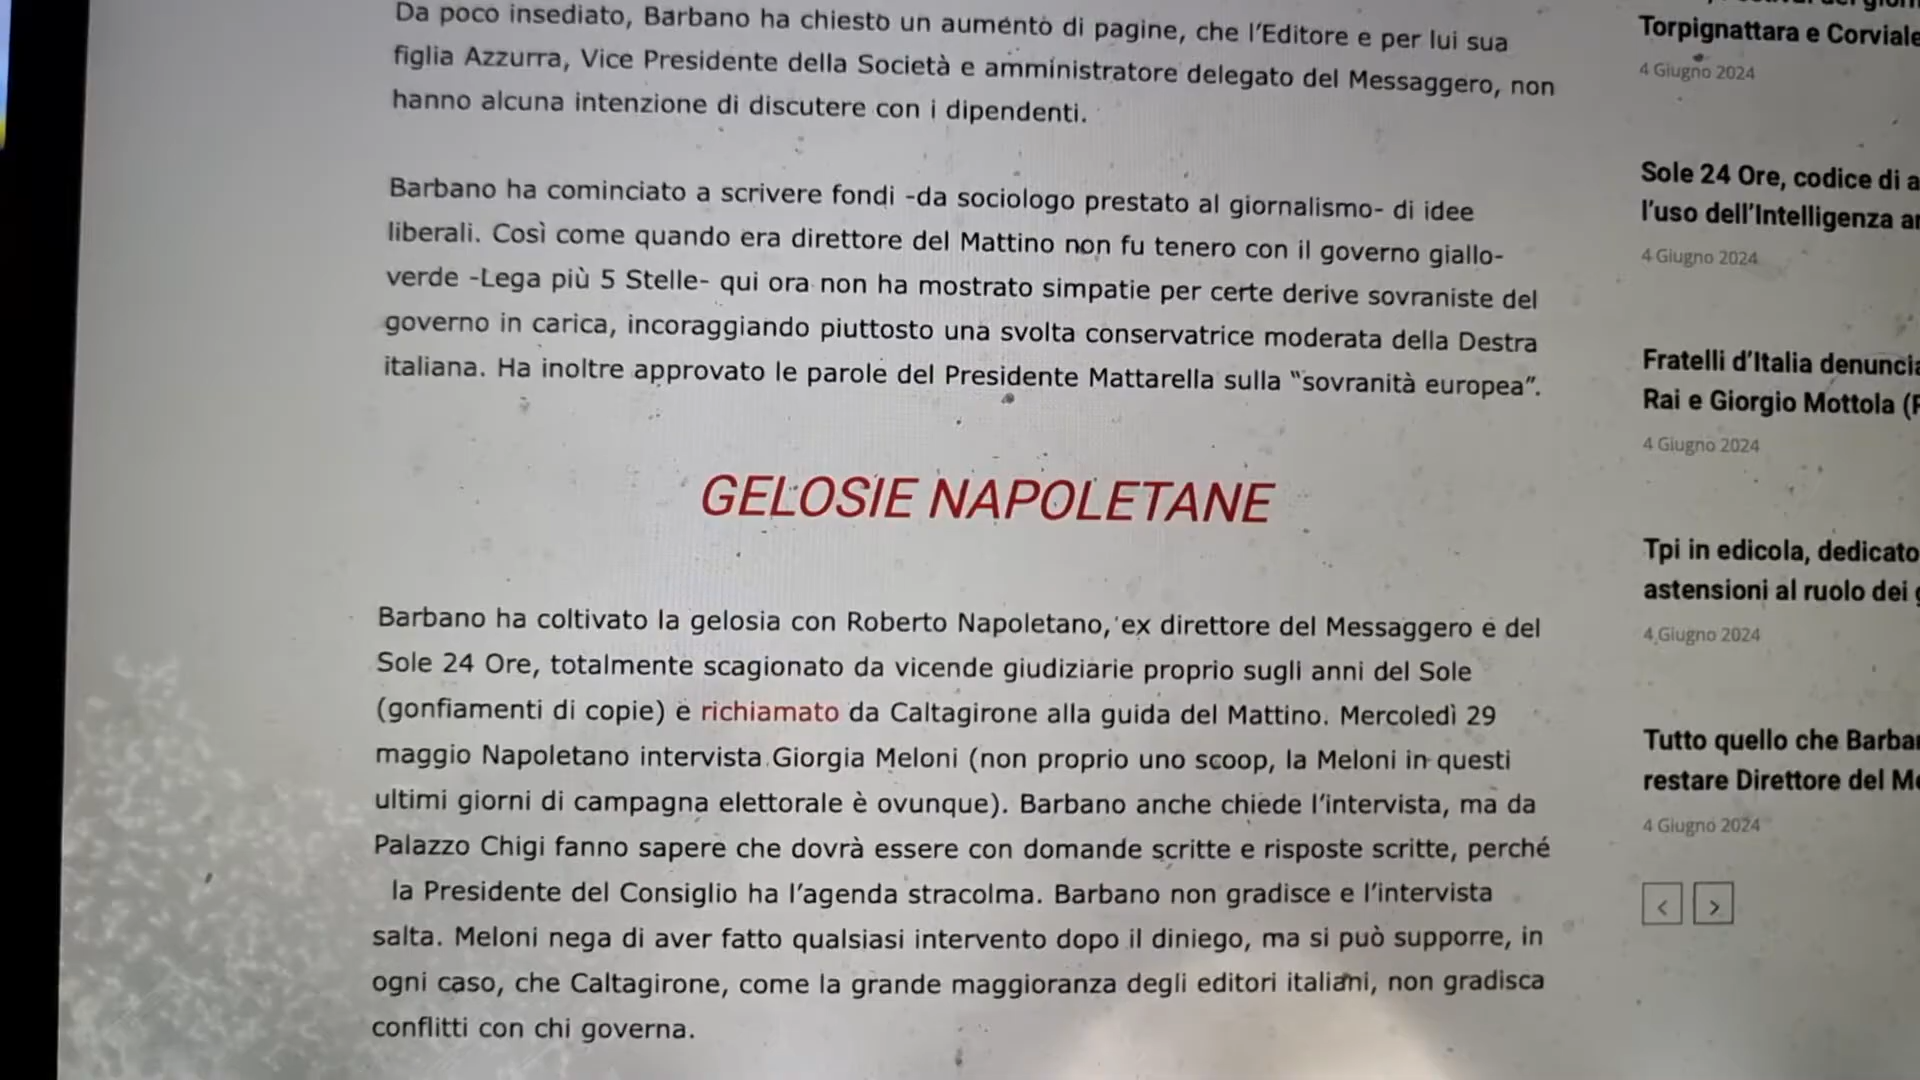 Da poco insediato, Barbano ha chiesto un aumento di pagine, che l'Editore e per lui sua
figlia Azzurra, Vice Presidente della Società e amministratore delegato del Messaggero, non
hanno alcuna intenzione di discutere con i dipendenti.
Barbano ha cominciato a scrivere fondi -da sociologo prestato al giornalismo- di idee
liberali. Così come quando era direttore del Mattino non fu tenero con il governo giallo-
verde -Lega più 5 Stelle- qui ora non ha mostrato simpatie per certe derive sovraniste del
governo in carica, incoraggiando piuttosto una svolta conservatrice moderata della Destra
italiana. Ha inoltre approvato le parole del Presidente Mattarella sulla "sovranità europea".
GELOSIE NAPOLETANE
Barbano ha coltivato la gelosia con Roberto Napoletano, ex direttore del Messaggero e del
Sole 24 Ore, totalmente scagionato da vicende giudiziarie proprio sugli anni del Sole
(gonfiamenti di copie) e richiamato da Caltagirone alla guida del Mattino. Mercoledì 29
maggio Napoletano intervista Giorgia Meloni (non proprio uno scoop, la Meloni in questi
ultimi giorni di campagna elettorale è ovunque). Barbano anche chiede l'intervista, ma da
Palazzo Chigi fanno sapere che dovrà essere con domande scritte e risposte scritte, perché
la Presidente del Consiglio ha l'agenda stracolma. Barbano non gradisce e l'intervista
salta. Meloni nega di aver fatto qualsiasi intervento dopo il diniego, ma si può supporre, in
ogni caso, che Caltagirone, come la grande maggioranza degli editori italiani, non gradisca
conflitti con chi governa.
Torpignattara e Corviale
4 Giugno 2024
Sole 24 Ore, codice di
l'uso dell'Intelligenza
4 Giugno 2024
Fratelli d'Italia denuncia
Rai e Giorgio Mottola
4 Giugno 2024
Tpi in edicola, dedicato
astensioni al ruolo dei
4 Giugno 2024
Tutto quello che
restare Direttore del
4 Giugno 2024